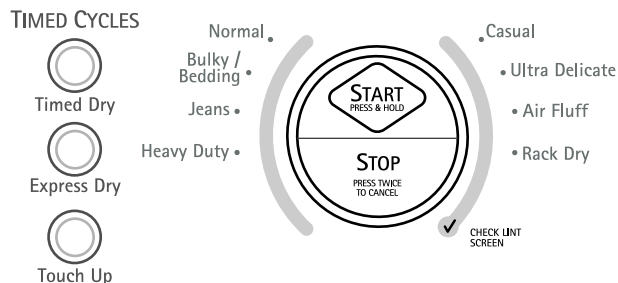 TIMED CYCLES
Timed Dry
Express Dry
Touch Up
Normal
Bulky /
Bedding
Jeans
Heavy Duty
START
PRESS & HOLD
STOP
PRESS TWICE
TO CANCEL
Casual
Ultra Delicate
Air Fluff
Rack Dry
CHECK LINT
SCREEN